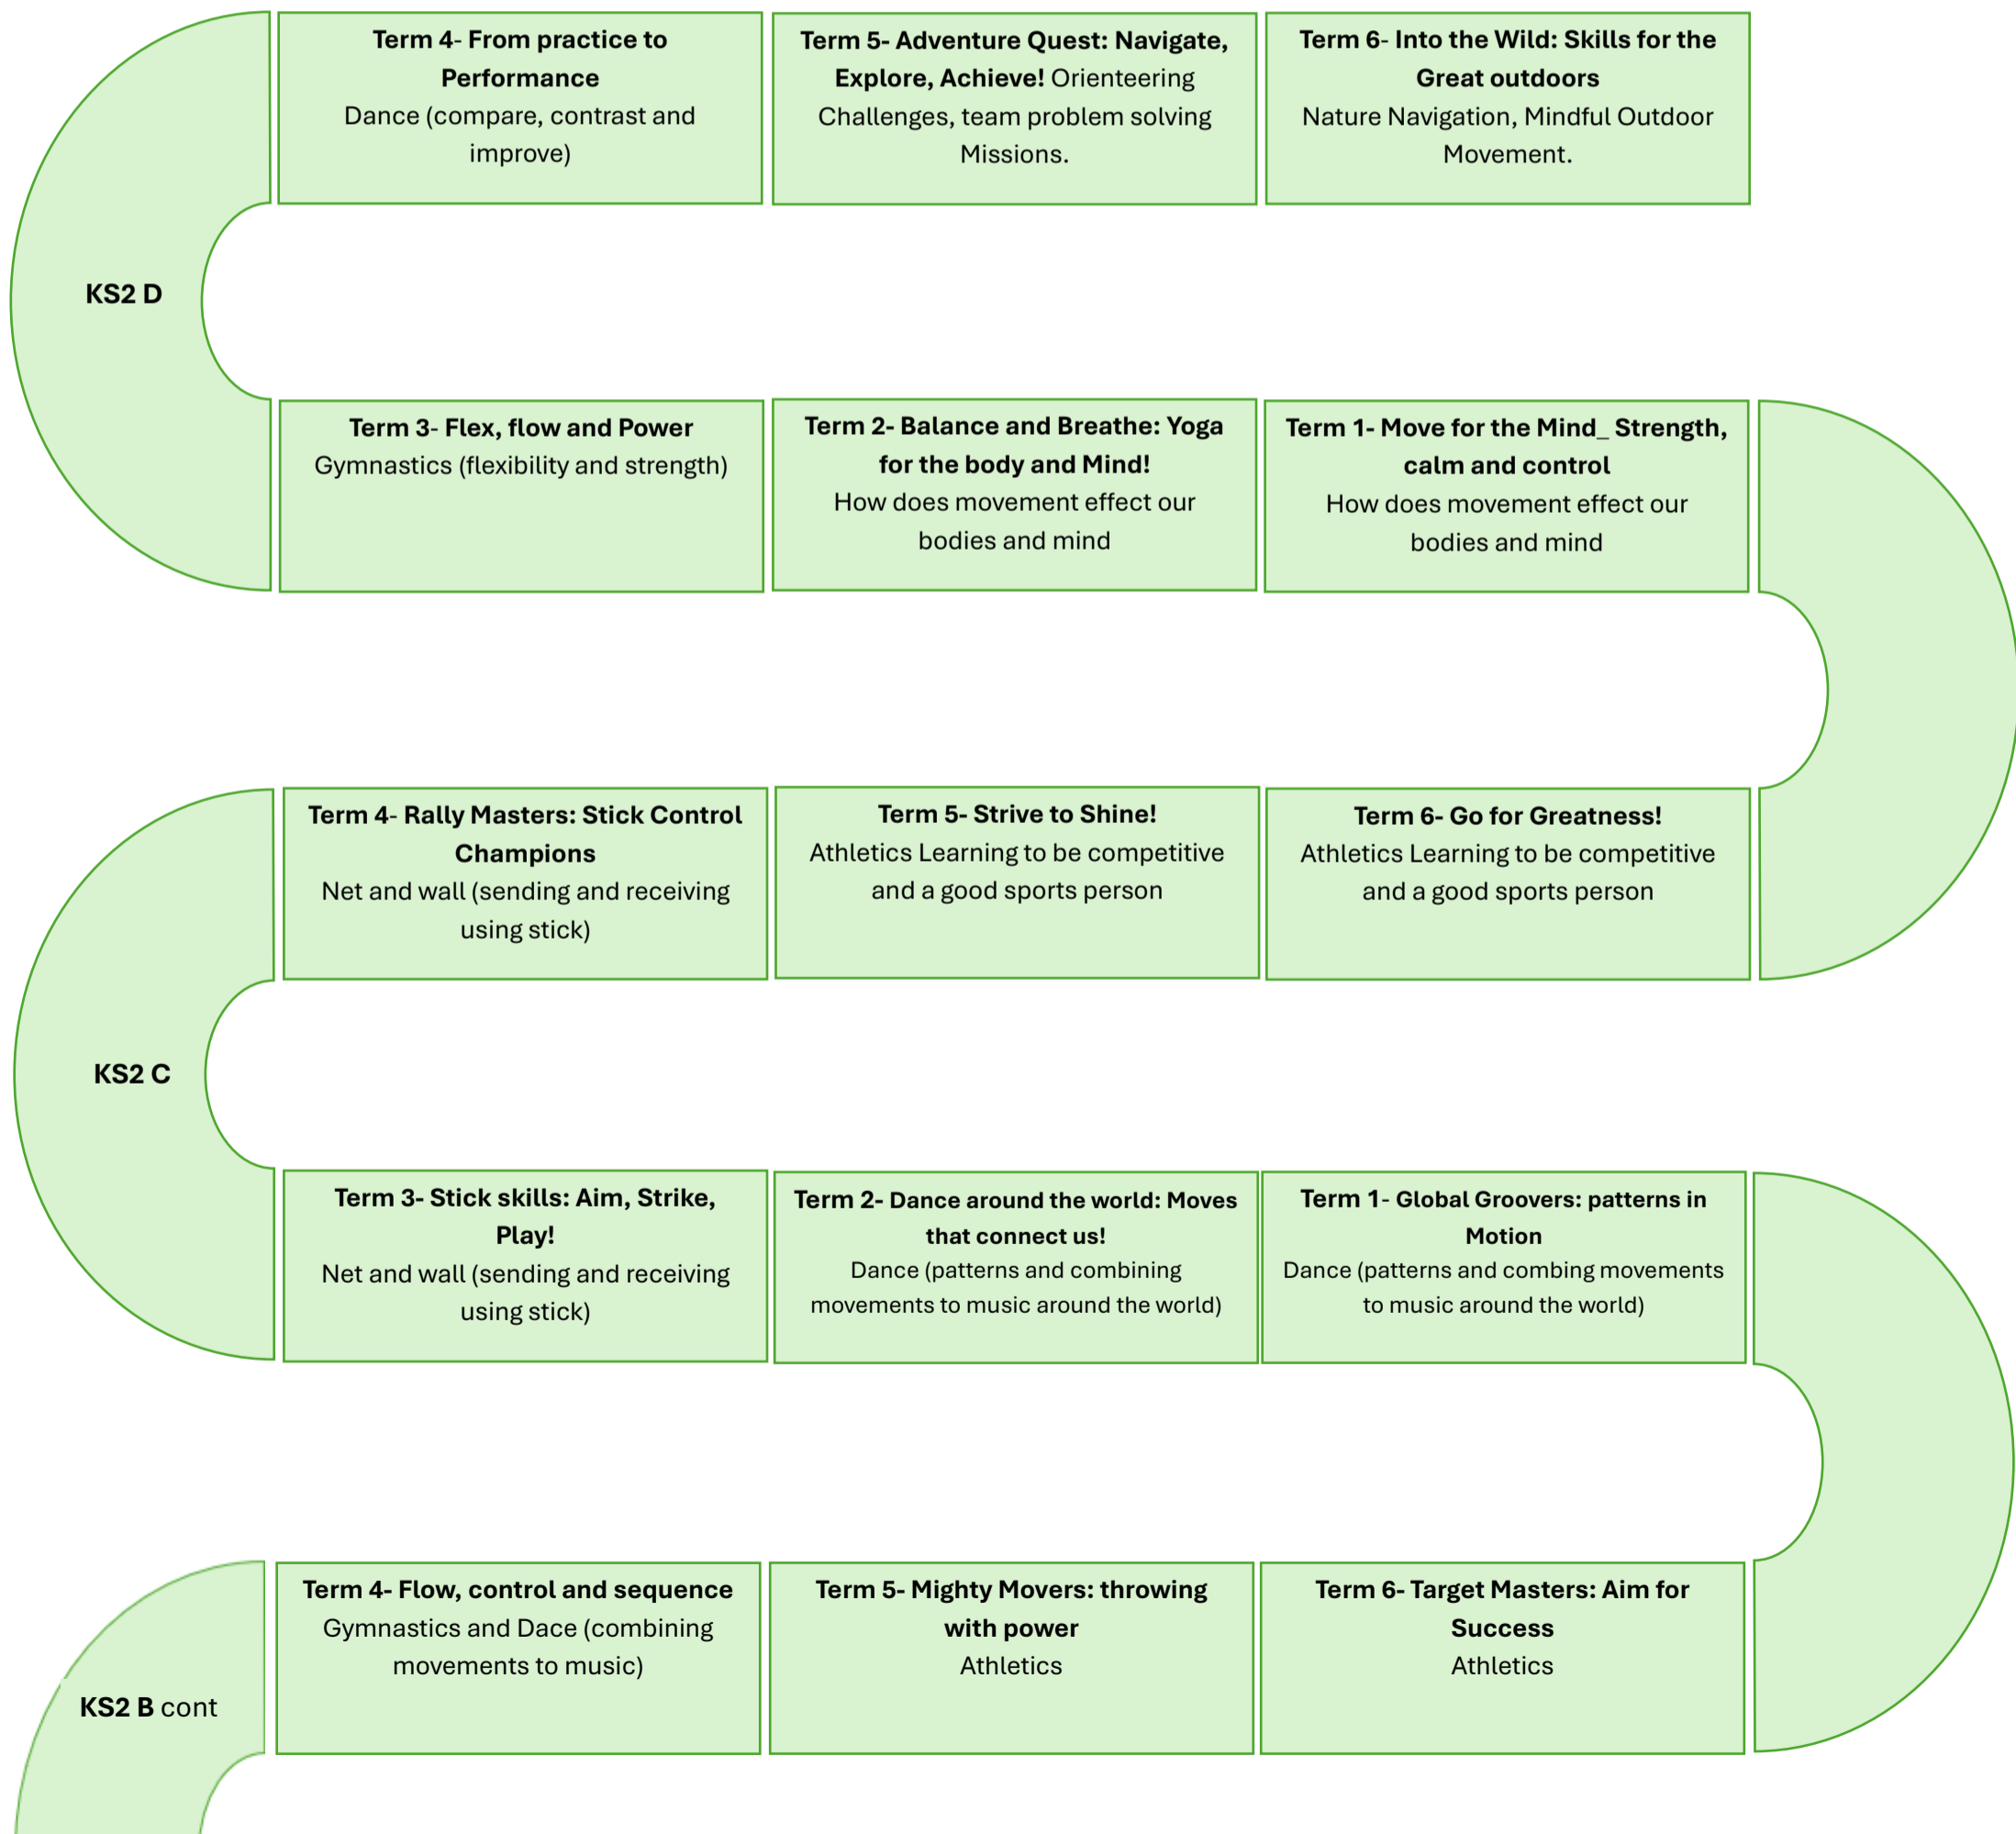 Term 4- From practice to
Performance
Dance (compare, contrast and
improve)
Term 5- Adventure Quest: Navigate,
Explore, Achieve! Orienteering
Challenges, team problem solving
Missions.
Term 6- Into the Wild: Skills for the
Great outdoors
Nature Navigation, Mindful Outdoor
Movement.
KS2 D
Term 3- Flex, flow and Power
Gymnastics (flexibility and strength)
Term 2- Balance and Breathe: Yoga
for the body and Mind!
How does movement effect our
bodies and mind
Term 1- Move for the Mind_ Strength,
calm and control
How does movement effect our
bodies and mind
Term 4- Rally Masters: Stick Control
Champions
Net and wall (sending and receiving
using stick)
Term 5- Strive to Shine!
Athletics Learning to be competitive
and a good sports person
Term 6- Go for Greatness!
Athletics Learning to be competitive
and a good sports person
KS2 C
Term 3- Stick skills: Aim, Strike,
Play!
Net and wall (sending and receiving
using stick)
Term 2- Dance around the world: Moves
that connect us!
Dance (patterns and combining
movements to music around the world)
Term 1- Global Groovers: patterns in
Motion
Dance (patterns and combing movements
to music around the world)
Term 4- Flow, control and sequence
Gymnastics and Dace (combining
movements to music)
Term 5- Mighty Movers: throwing
with power
Athletics
Term 6- Target Masters: Aim for
Success
Athletics
KS2 B cont